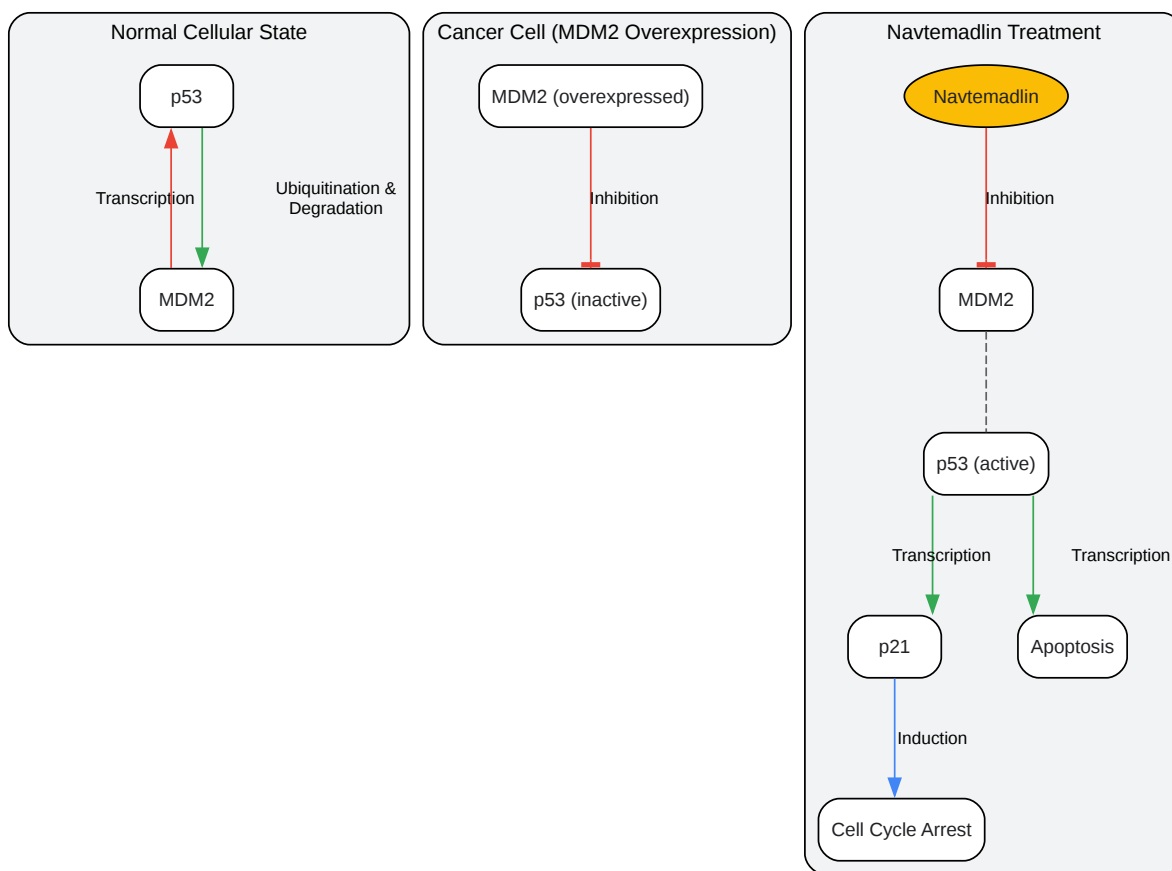 Normal Cellular State
p53
Transcription
Ubiquitination &
Degradation
MDM2
Cancer Cell (MDM2 Overexpression)
MDM2 (overexpressed)
Inhibition
p53 (inactive)
Navtemadlin Treatment
Navtemadlin
Inhibition
MDM2
p53 (active)
Transcription
Transcription
p21
Apoptosis
Induction
Cell Cycle Arrest